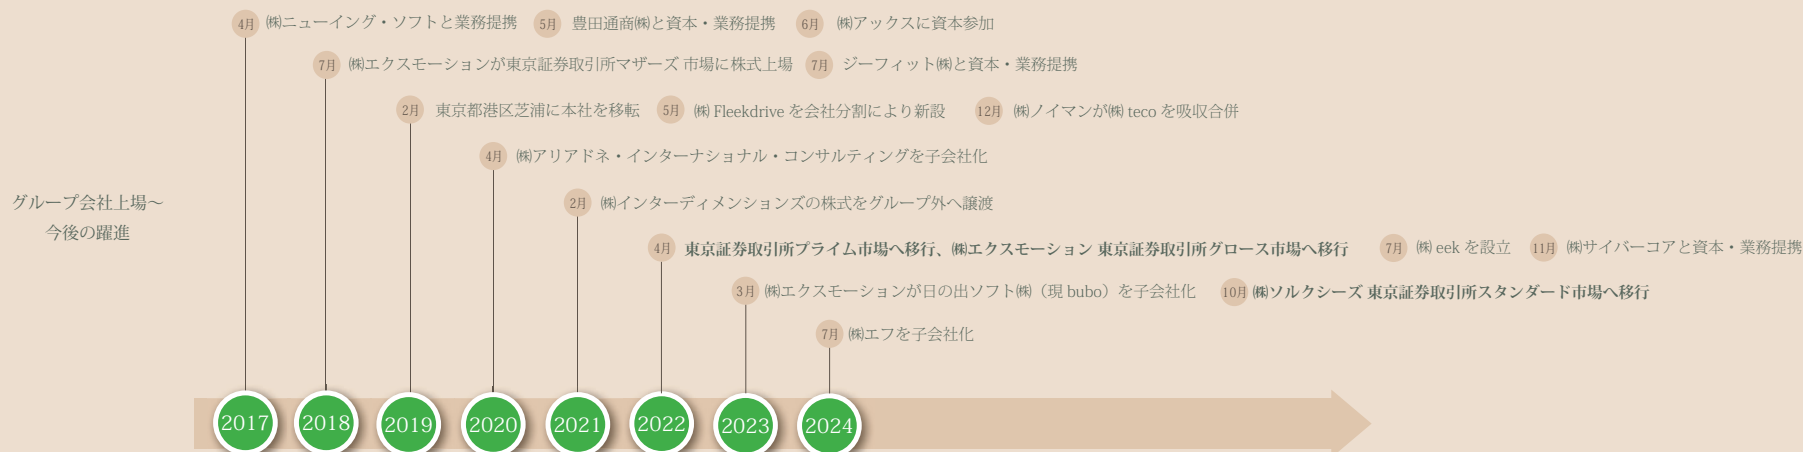 4月 ㈱ニューイング・ソフトと業務提携 5月 豊田通商㈱と資本・業務提携 6月 ㈱アックスに資本参加
7月 ㈱エクスモーションが東京証券取引所マザーズ 市場に株式上場 7月 ジーフィット㈱と資本・業務提携
2月 東京都港区芝浦に本社を移転 5月 ㈱ Fleekdrive を会社分割により新設 12月 ㈱ノイマンが㈱ teco を吸収合併
4月 ㈱アリアドネ・インターナショナル・コンサルティングを子会社化
2月 ㈱インターディメンションズの株式をグループ外へ譲渡
グループ会社上場〜
今後の躍進
4月 東京証券取引所プライム市場へ移行、㈱エクスモーション 東京証券取引所グロース市場へ移行 7月 ㈱ eek を設立 11月 ㈱サイバーコアと資本・業務提携
3月 ㈱エクスモーションが日の出ソフト㈱（現 bubo）を子会社化 10月 ㈱ソルクシーズ 東京証券取引所スタンダード市場へ移行
7月 ㈱エフを子会社化
2017 2018 2019 2020 2021 2022 2023 2024